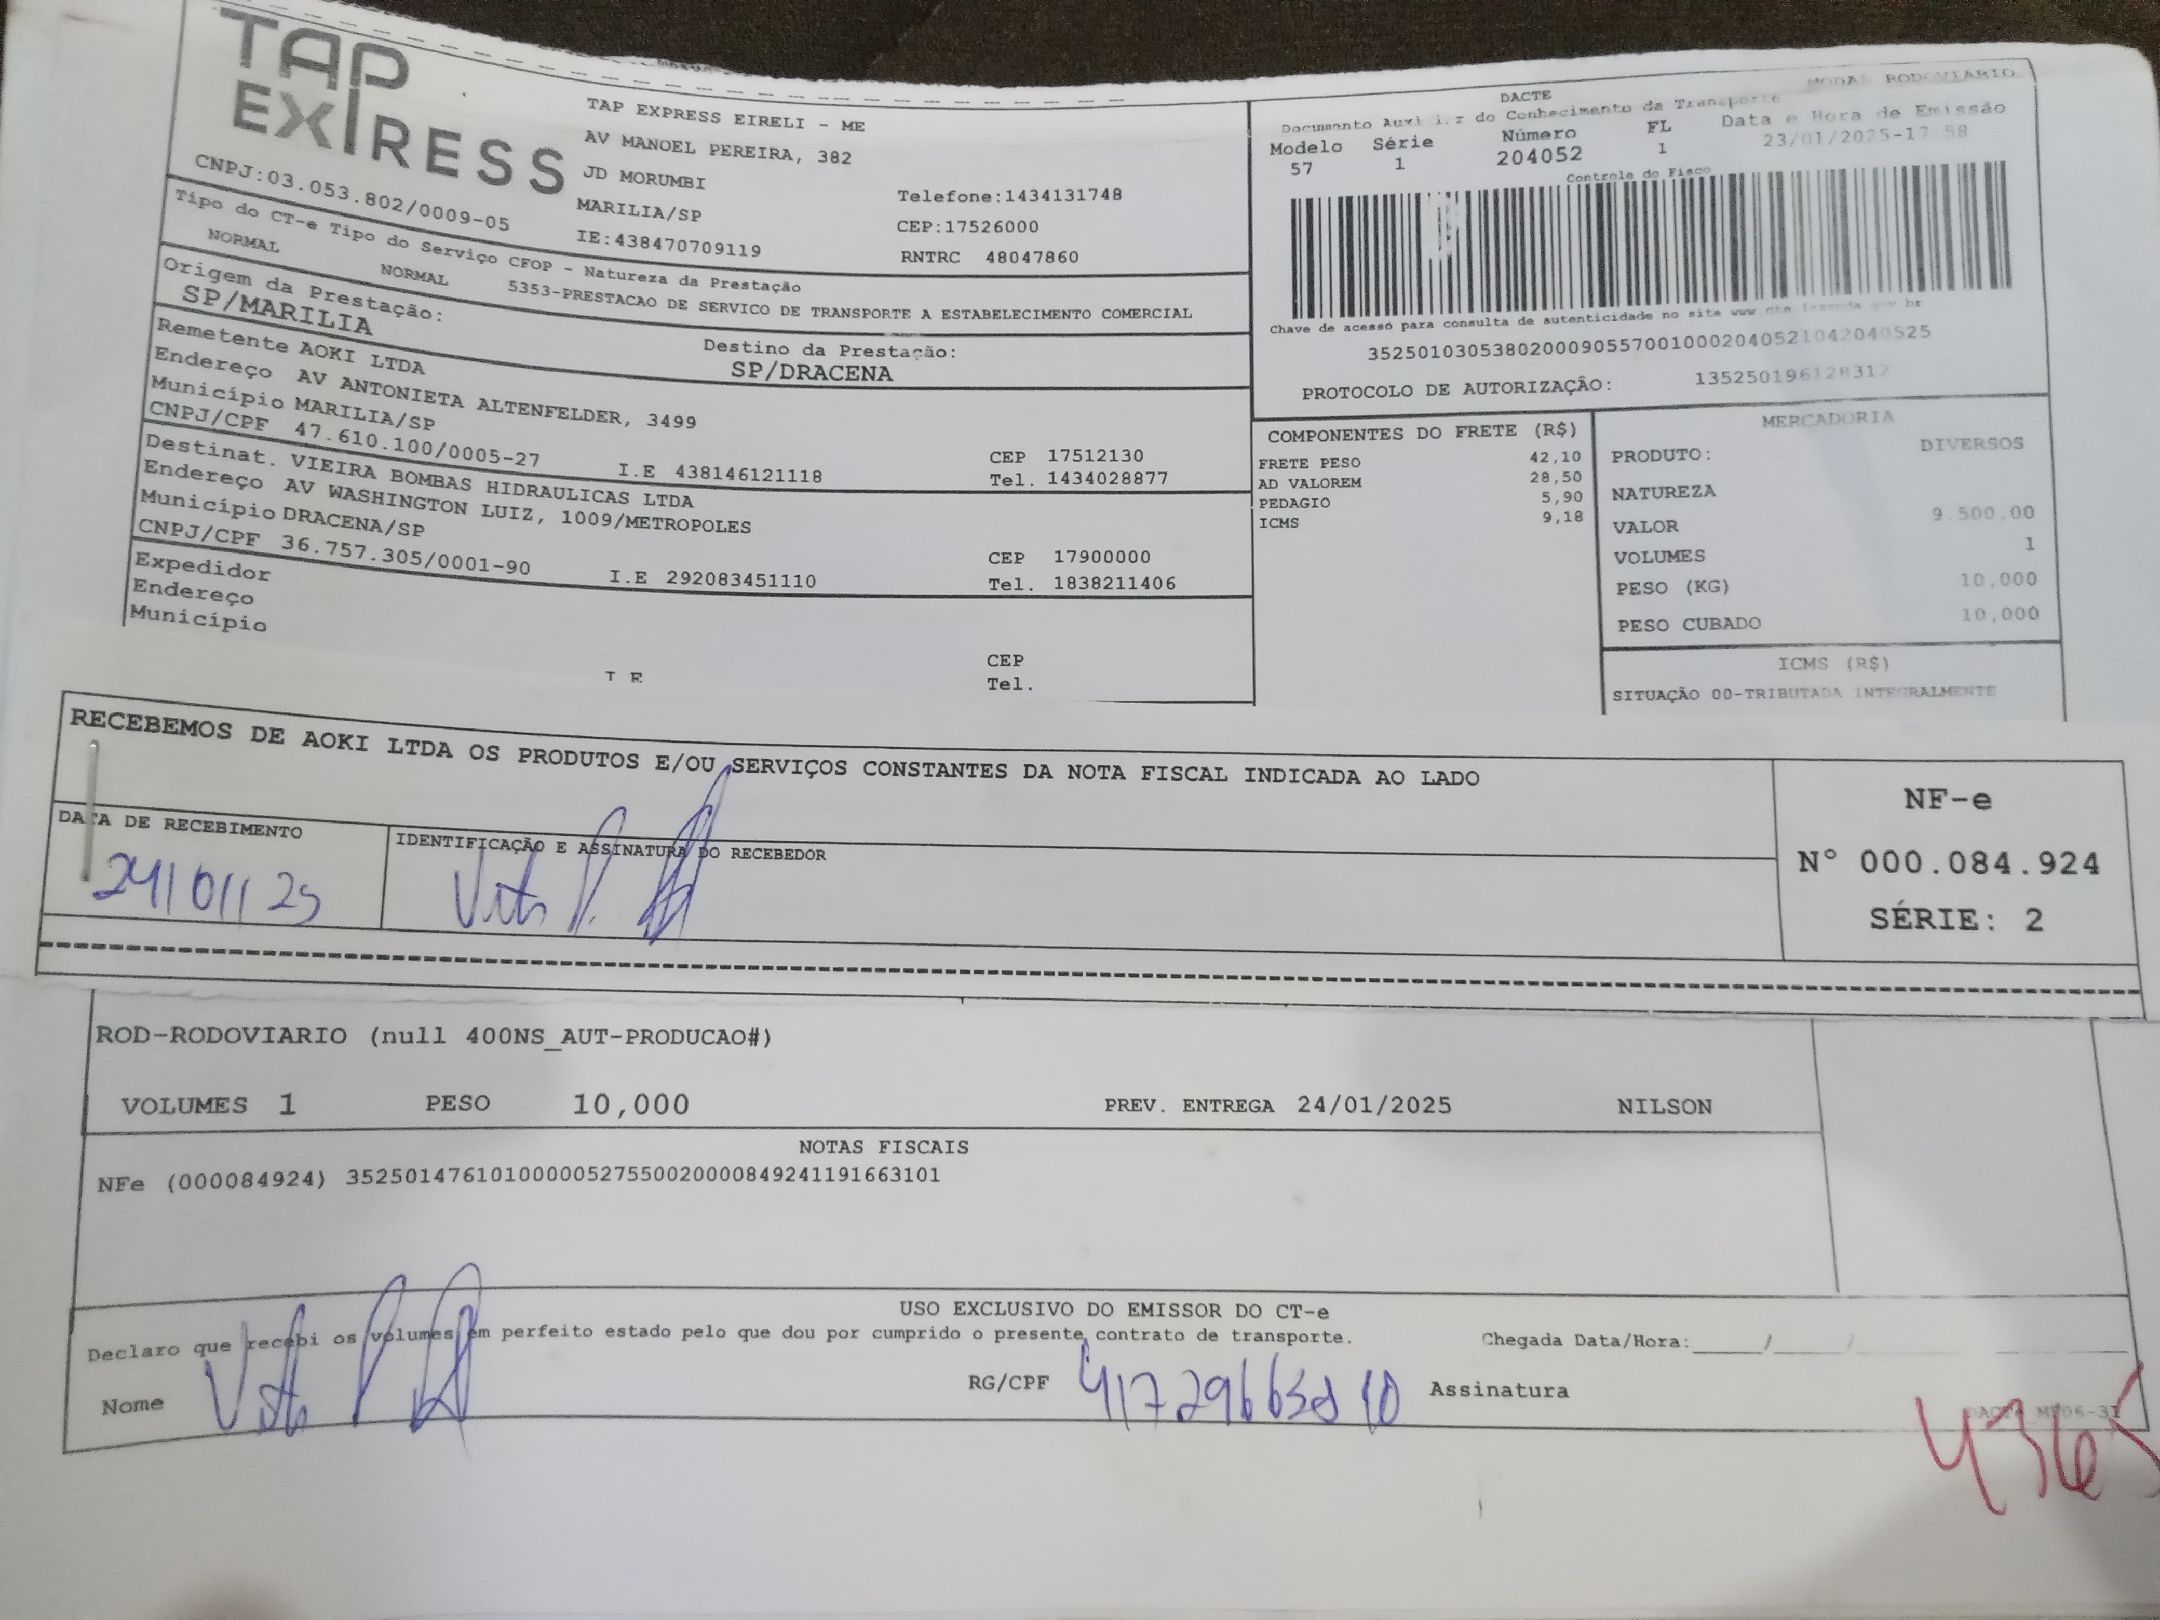 TAP
EXPRESS
TAP EXPRESS EIRELI - ME
AV MANOEL PEREIRA, 382
JD MORUMBI
MARILIA/SP
IE:438470709119
Telefone:1434131748
CEP:17526000
RNTRC 48047860
CNPJ:03.053.802/0009-05
Tipo do CT-e Tipo do Serviço CFOP - Natureza da Prestação
NORMAL NORMAL 5353-PRESTACAO DE SERVICO DE TRANSPORTE A ESTABELECIMENTO COMERCIAL
Origem da Prestação:
SP/MARILIA
Destino da Prestação:
SP/DRACENA
Remetente AOKI LTDA
Endereço AV ANTONIETA ALTENFELDER, 3499
Município MARILIA/SP CEP 17512130
CNPJ/CPF 47.610.100/0005-27 I.E 438146121118 Tel. 1434028877
Destinat. VIEIRA BOMBAS HIDRAULICAS LTDA
Endereço AV WASHINGTON LUIZ, 1009/METROPOLES
Município DRACENA/SP CEP 17900000
CNPJ/CPF 36.757.305/0001-90 I.E 292083451110 Tel. 1838211406
Expedidor
Endereço
Município CEP
Tel.
MODAL RODOVIARIO
DACTE
Documento Auxiliar do Conhecimento de Transporte
Modelo Série Número FL Data e Hora de Emissão
57 1 204052 1 23/01/2025-17:58
Controle do Fisco
Chave de acesso para consulta de autenticidade no site www cte fazenda gov br
35250103053802000905570010002040521042040525
PROTOCOLO DE AUTORIZAÇÃO: 135250196128312
COMPONENTES DO FRETE (R$)
FRETE PESO 42,10
AD VALOREM 28,50
PEDAGIO 5,90
ICMS 9,18
MERCADORIA
PRODUTO: DIVERSOS
NATUREZA
VALOR 9.500,00
VOLUMES 1
PESO (KG) 10,000
PESO CUBADO 10,000
ICMS (R$)
SITUAÇÃO 00-TRIBUTADA INTEGRALMENTE
RECEBEMOS DE AOKI LTDA OS PRODUTOS E/OU SERVIÇOS CONSTANTES DA NOTA FISCAL INDICADA AO LADO
DATA DE RECEBIMENTO
24/01/25
IDENTIFICAÇÃO E ASSINATURA DO RECEBEDOR
NF-e
N° 000.084.924
SÉRIE: 2
ROD-RODOVIARIO (null 400NS_AUT-PRODUCAO#)
VOLUMES 1 PESO 10,000 PREV. ENTREGA 24/01/2025 NILSON
NOTAS FISCAIS
NFe (000084924) 35250147610100000527550020000849241191663101
USO EXCLUSIVO DO EMISSOR DO CT-e
Declaro que recebi os volumes em perfeito estado pelo que dou por cumprido o presente contrato de transporte. Chegada Data/Hora:
Nome RG/CPF Assinatura
4365